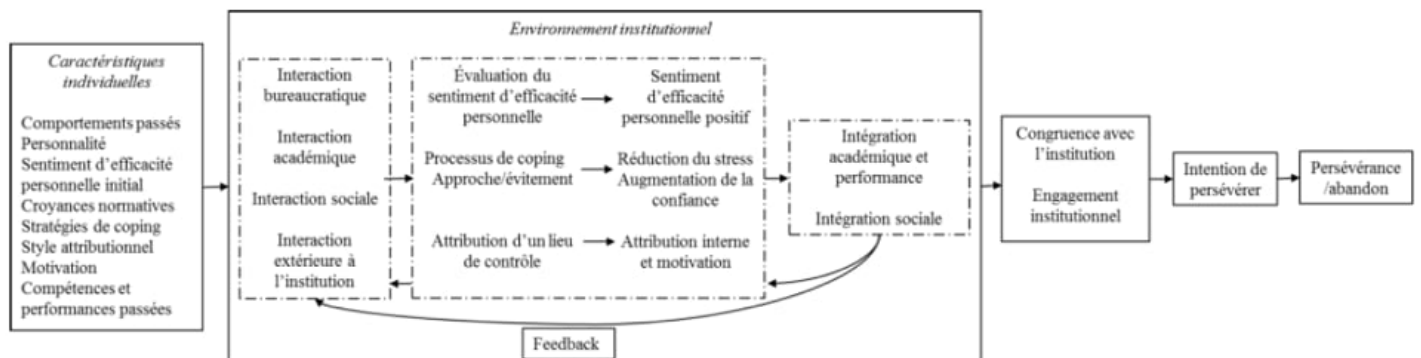 Caractéristiques
individuelles
Comportements passés
Personnalité
Sentiment d'efficacité
personnelle initial
Croyances normatives
Stratégies de coping
Style attributionnel
Motivation
Compétences et
performances passées
Environnement institutionnel
Interaction
bureaucratique
Interaction
académique
Interaction sociale
Interaction
extérieure à
l'institution
Évaluation du
sentiment d'efficacité
personnelle
Sentiment
d'efficacité
personnelle positif
Processus de coping
Approche/évitement
Réduction du stress
Augmentation de la
confiance
Attribution d'un lieu
de contrôle
Attribution interne
et motivation
Intégration
académique et
performance
Intégration sociale
Feedback
Congruence avec
l'institution
Engagement
institutionnel
Intention de
persévérer
Persévérance
/abandon